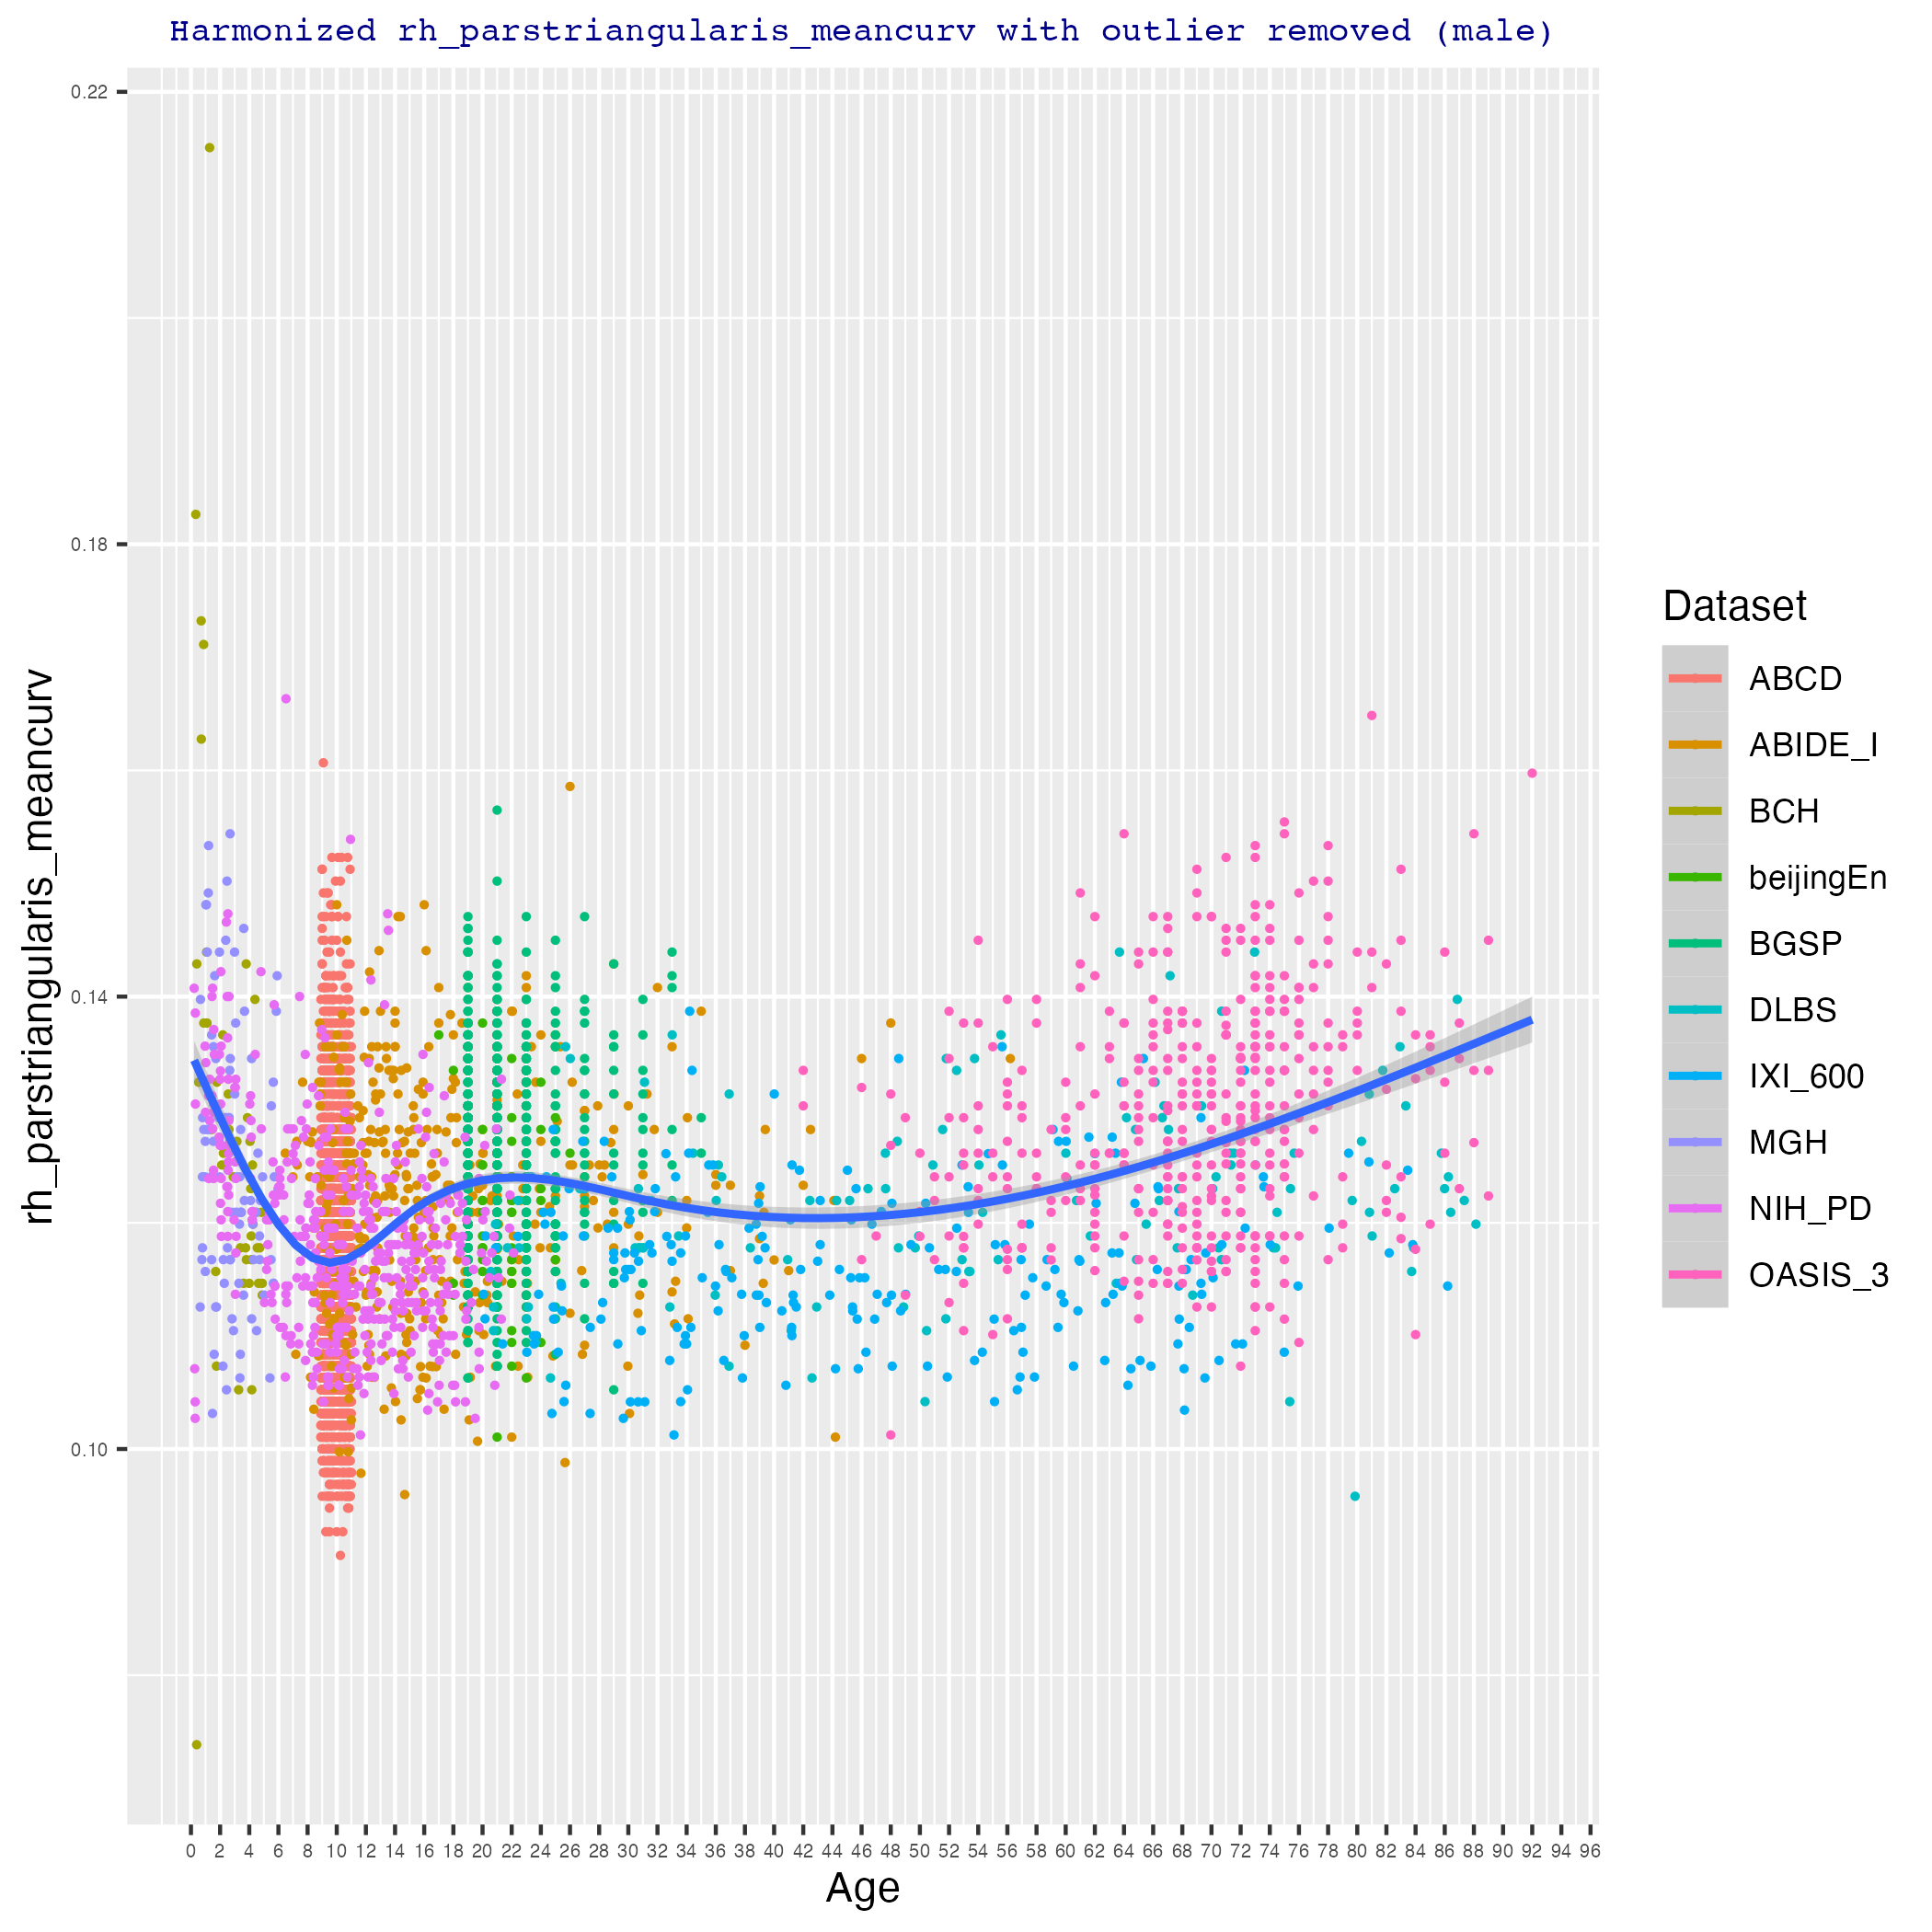 Harmonized rh_parstriangularis_meancurv with outlier removed (male)
rh_parstriangularis_meancurv
0.22
0.18
0.14
0.10
0 2 4 6 8 10 12 14 16 18 20 22 24 26 28 30 32 34 36 38 40 42 44 46 48 50 52 54 56 58 60 62 64 66 68 70 72 74 76 78 80 82 84 86 88 90 92 94 96
Age
Dataset
ABCD
ABIDE_I
BCH
beijingEn
BGSP
DLBS
IXI_600
MGH
NIH_PD
OASIS_3